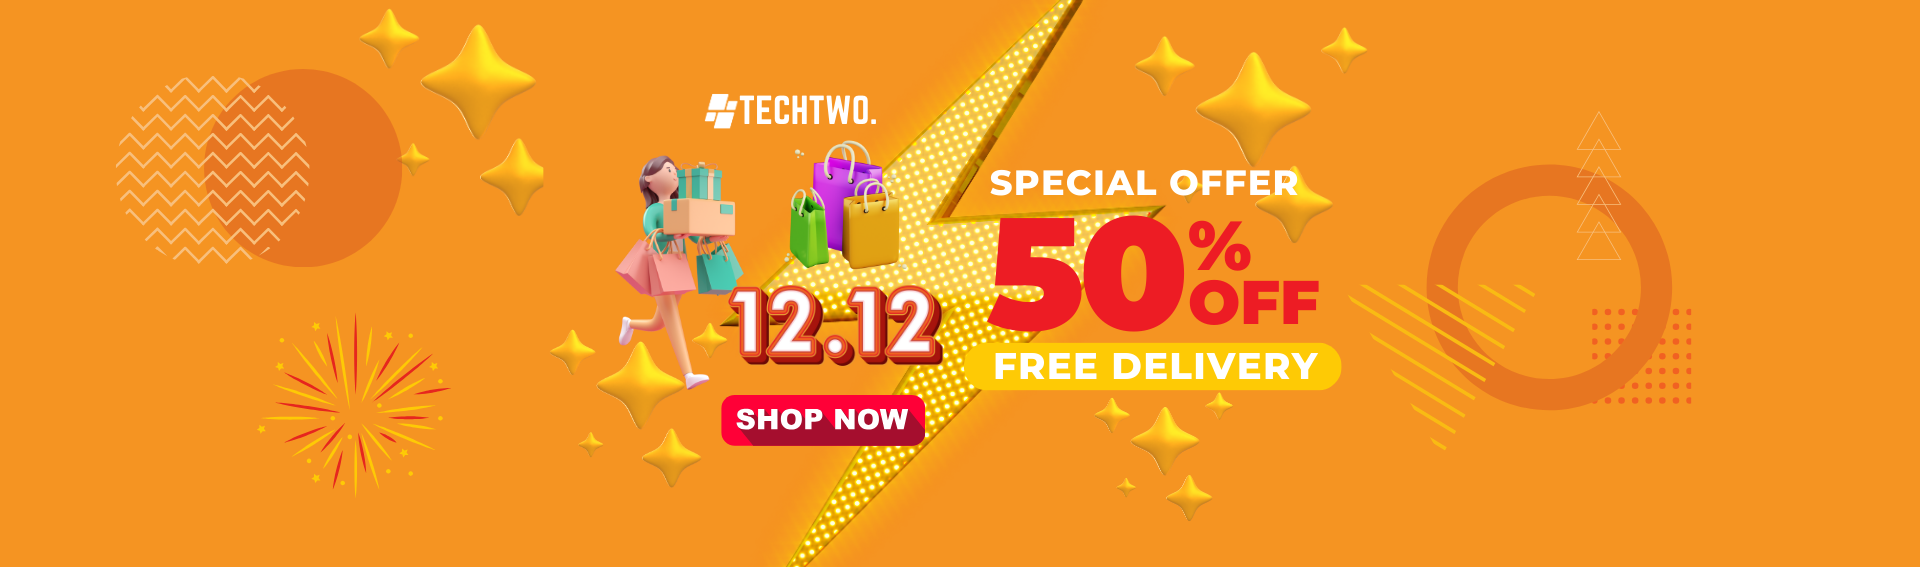 TECHTWO.
12.12
SHOP NOW
SPECIAL OFFER
50% OFF
FREE DELIVERY